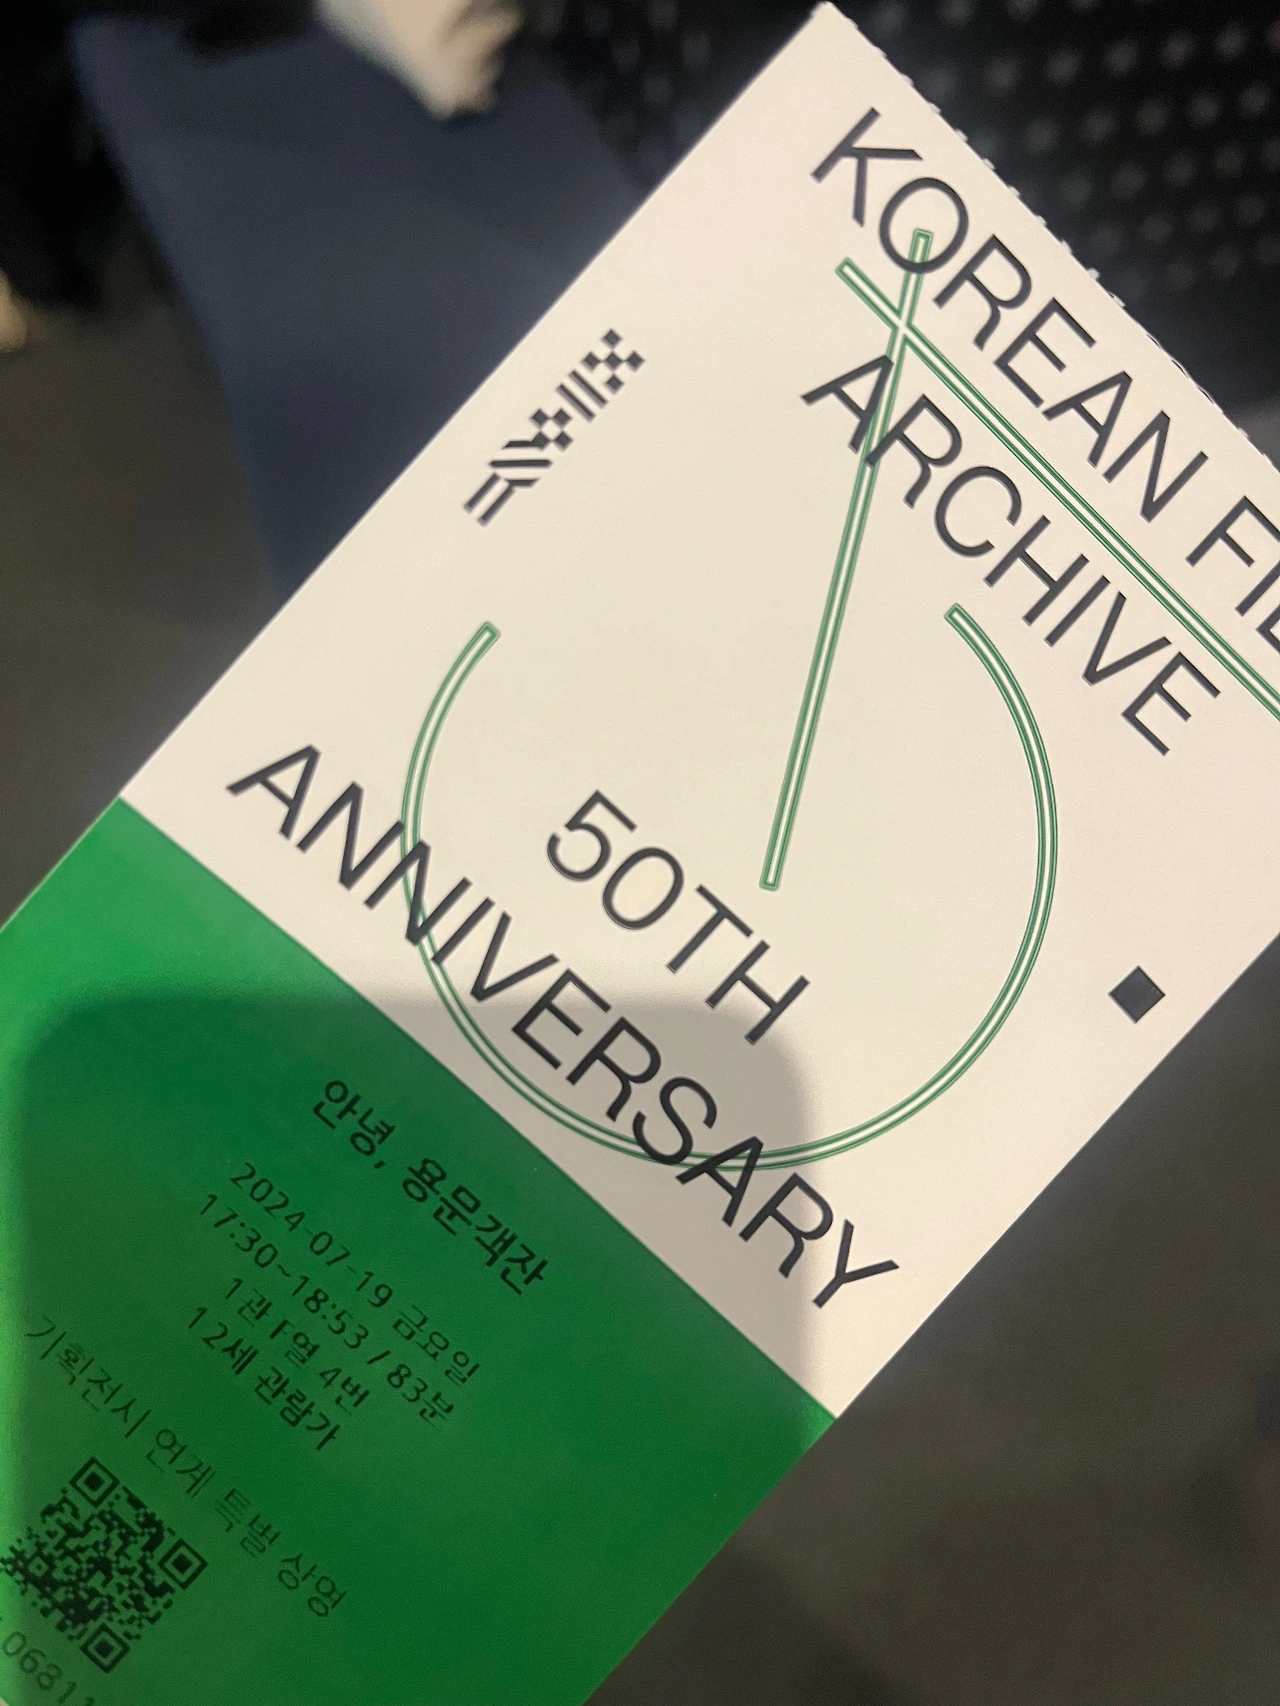 KOREAN FIL
ARCHIVE
50TH
ANNIVERSARY
안녕, 용문객잔
2024-07-19 금요일
17:30~18:53 / 83분
1관 F열 4번
12세 관람가
기획전시 연계 특별 상영